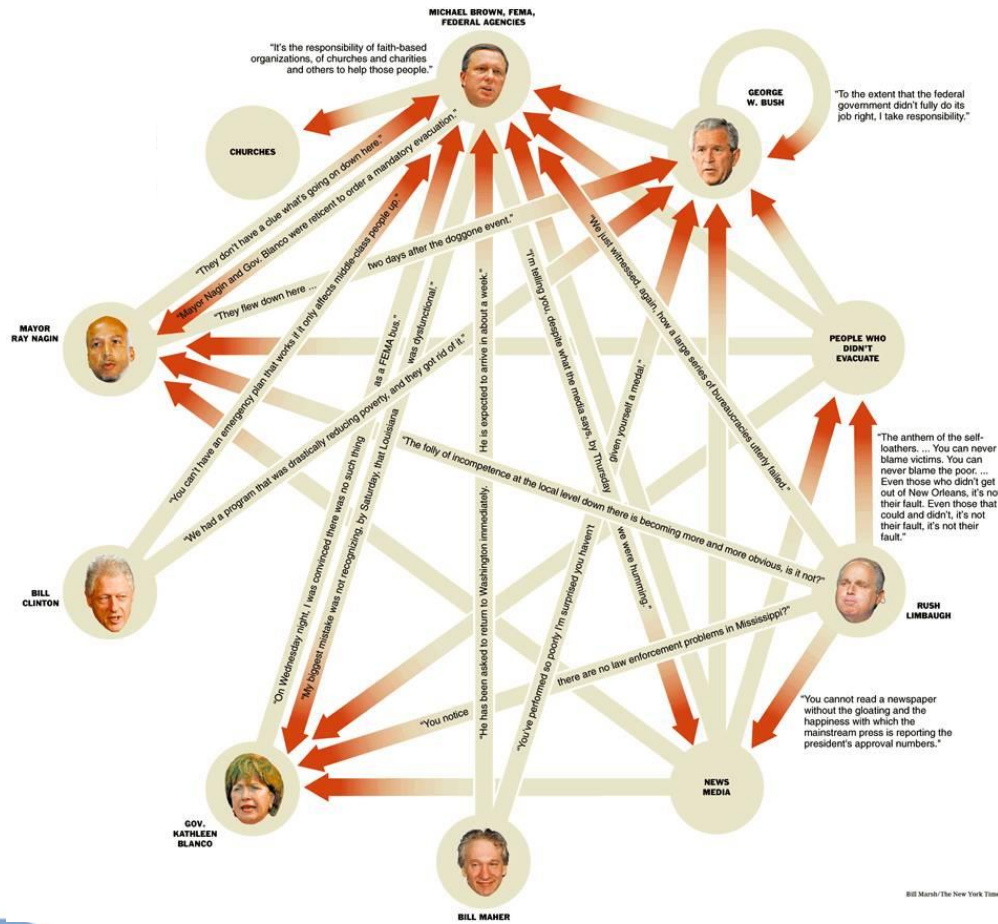 MICHAEL BROWN, FEMA,
FEDERAL AGENCIES
"It's the responsibility of faith-based
organizations, of churches and charities
and others to help those people."
GEORGE
W. BUSH
"To the extent that the federal
government didn't fully do its
job right, I take responsibility."
CHURCHES
"They don't have a clue what's going on down here."
"Mayor Nagin and Gov. Blanco were reticent to order a mandatory evacuation."
"They flew down here ... two days after the doggone event."
MAYOR
RAY NAGIN
PEOPLE WHO
DIDN'T
EVACUATE
"You can't have an emergency plan that works if it only affects middle-class people up."
"We had a program that was drastically reducing poverty, and they got rid of it."
"On Wednesday night, I was convinced there was no such thing as a FEMA bus."
"My biggest mistake was not recognizing, by Saturday, that Louisiana was dysfunctional."
"He has been asked to return to Washington immediately. He is expected to arrive in about a week."
"You've performed so poorly I'm surprised you haven't given yourself a medal."
"I'm telling you, despite what the media says, by Thursday we were humming."
"We just witnessed, again, how a large series of bureaucracies utterly failed."
"The folly of incompetence at the local level down there is becoming more and more obvious, is it not?"
"The anthem of the self-
loathers. ... You can never
blame victims. You can
never blame the poor. ...
Even those who didn't get
out of New Orleans, it's no
their fault. Even those that
could and didn't, it's not
their fault, it's not their
fault."
BILL
CLINTON
RUSH
LIMBAUGH
"You notice there are no law enforcement problems in Mississippi?"
"You cannot read a newspaper
without the gloating and the
happiness with which the
mainstream press is reporting the
president's approval numbers."
NEWS
MEDIA
GOV.
KATHLEEN
BLANCO
BILL MAHER
Bill Marsh/The New York Time